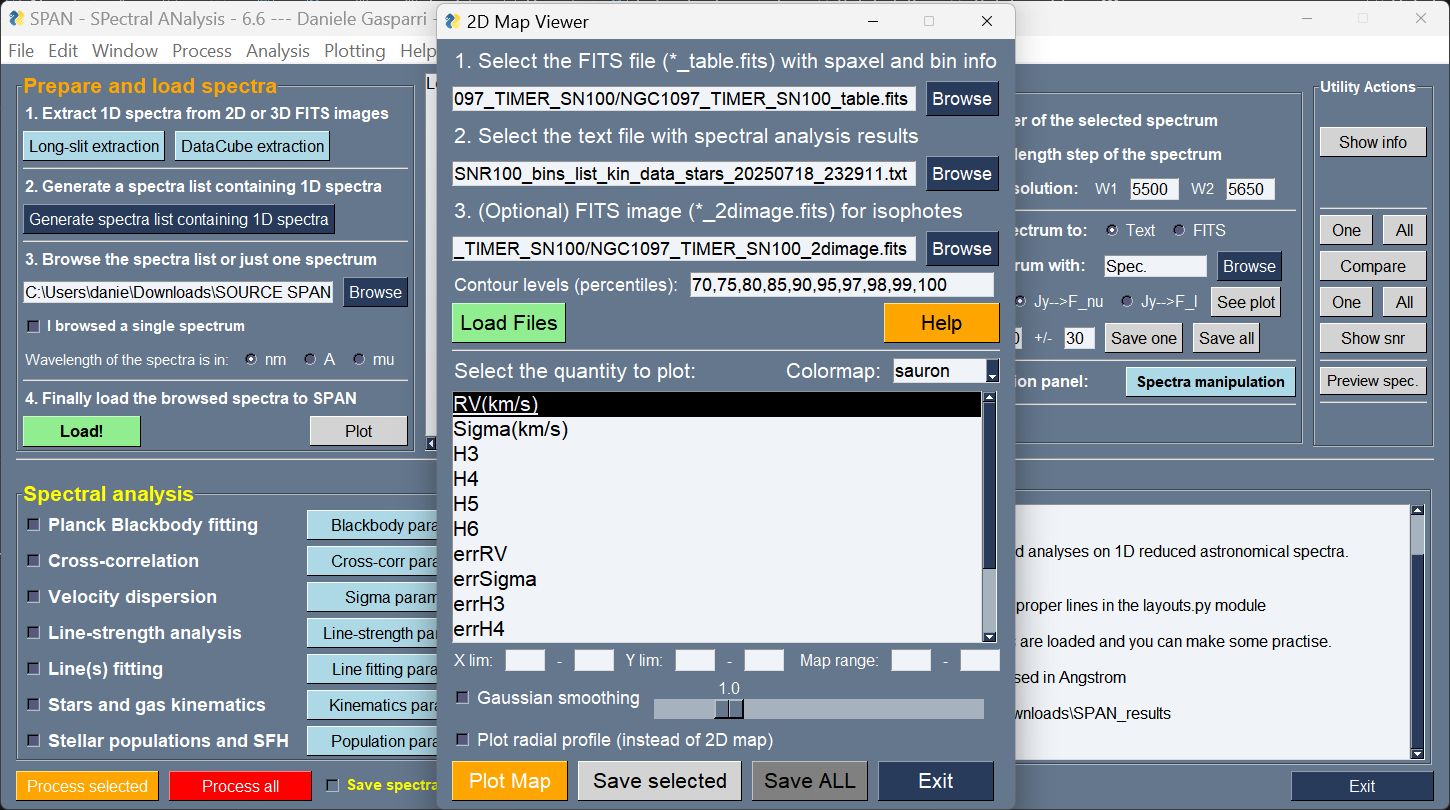 SPAN - SPectral ANalysis - 6.6 --- Daniele Gasparri -
File Edit Window Process Analysis Plotting Help
Prepare and load spectra
1. Extract 1D spectra from 2D or 3D FITS images
Long-slit extraction DataCube extraction
2. Generate a spectra list containing 1D spectra
Generate spectra list containing 1D spectra
3. Browse the spectra list or just one spectrum
C:\Users\danie\Downloads\SOURCE SPAN Browse
I browsed a single spectrum
Wavelength of the spectra is in: nm A mu
4. Finally load the browsed spectra to SPAN
Load! Plot
Spectral analysis
Planck Blackbody fitting Blackbody para
Cross-correlation Cross-corr para
Velocity dispersion Sigma param
Line-strength analysis Line-strength par
Line(s) fitting Line fitting para
Stars and gas kinematics Kinematics para
Stellar populations and SFH Population para
Process selected Process all Save spectra
2D Map Viewer
1. Select the FITS file (*_table.fits) with spaxel and bin info
097_TIMER_SN100/NGC1097_TIMER_SN100_table.fits Browse
2. Select the text file with spectral analysis results
SNR100_bins_list_kin_data_stars_20250718_232911.txt Browse
3. (Optional) FITS image (*_2dimage.fits) for isophotes
_TIMER_SN100/NGC1097_TIMER_SN100_2dimage.fits Browse
Contour levels (percentiles): 70,75,80,85,90,95,97,98,99,100
Load Files Help
Select the quantity to plot: Colormap: sauron
RV(km/s)
Sigma(km/s)
H3
H4
H5
H6
errRV
errSigma
errH3
errH4
X lim: - Y lim: - Map range: -
1.0
Gaussian smoothing
Plot radial profile (instead of 2D map)
Plot Map Save selected Save ALL Exit
er of the selected spectrum
length step of the spectrum
solution: W1 5500 W2 5650
ectrum to: Text FITS
rum with: Spec. Browse
Jy-->F_nu Jy-->F_l See plot
+/- 30 Save one Save all
ion panel: Spectra manipulation
Utility Actions
Show info
One All
Compare
One All
Show snr
Preview spec.
d analyses on 1D reduced astronomical spectra.
proper lines in the layouts.py module
s are loaded and you can make some practise.
sed in Angstrom
wnloads\SPAN_results
Exit